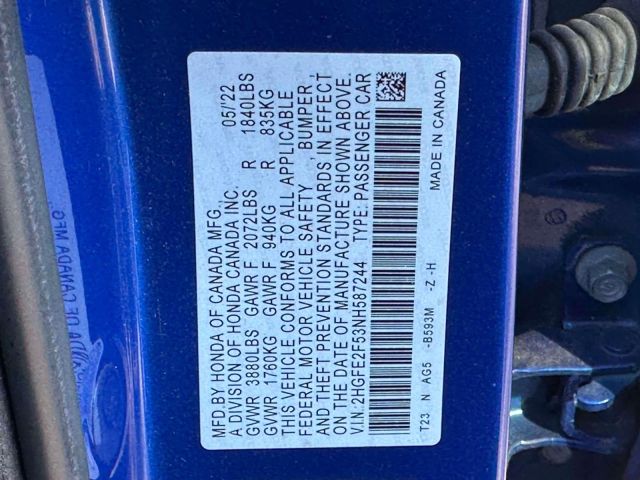 MFD.BY HONDA OF CANADA MFG. 05/'22
A DIVISION OF HONDA CANADA INC.
GVWR 3880LBS GAWR F 2072LBS R 1840LBS
GVWR 1760KG GAWR F 940KG R 835KG
THIS VEHICLE CONFORMS TO ALL APPLICABLE
FEDERAL MOTOR VEHICLE SAFETY , BUMPER,
AND THEFT PREVENTION STANDARDS IN EFFECT
ON THE DATE OF MANUFACTURE SHOWN ABOVE.
V.I.N.: 2HGFE2F53NH587244 TYPE: PASSENGER CAR
T23 N AG5 -B593M -Z -H
MADE IN CANADA